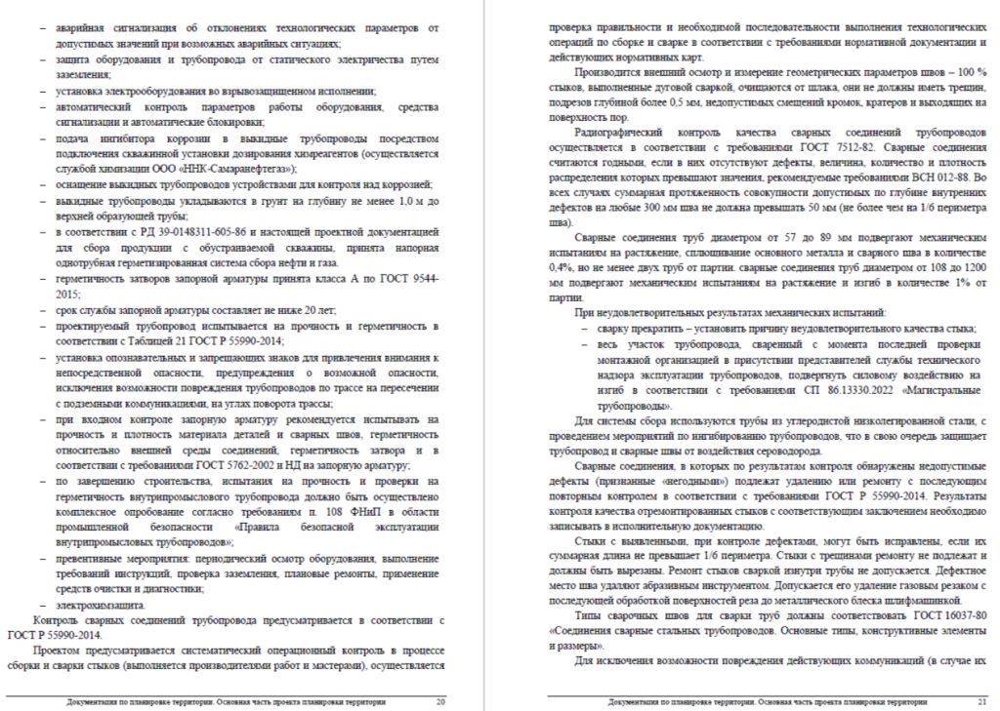 – аварийная сигнализация об отклонениях технологических параметров от
допустимых значений при возможных аварийных ситуациях;
– защита оборудования и трубопровода от статического электричества путем
заземления;
– установка электрооборудования во взрывозащищенном исполнении;
– автоматический контроль параметров работы оборудования, средства
сигнализации и автоматические блокировки;
– подача ингибитора коррозии в выкидные трубопроводы посредством
подключения скважинной установки дозирования химреагентов (осуществляется
службой химизации ООО «ННК-Самаранефтегаз»);
– оснащение выкидных трубопроводов устройствами для контроля над коррозией;
– выкидные трубопроводы укладываются в грунт на глубину не менее 1,0 м до
верхней образующей трубы;
– в соответствии с РД 39-0148311-605-86 и настоящей проектной документацией
для сбора продукции с обустраиваемой скважины, принята напорная
однотрубная герметизированная система сбора нефти и газа.
– герметичность затворов запорной арматуры принята класса А по ГОСТ 9544-
2015;
– срок службы запорной арматуры составляет не ниже 20 лет;
– проектируемый трубопровод испытывается на прочность и герметичность в
соответствии с Таблицей 21 ГОСТ Р 55990-2014;
– установка опознавательных и запрещающих знаков для привлечения внимания к
непосредственной опасности, предупреждения о возможной опасности,
исключения возможности повреждения трубопроводов по трассе на пересечении
с подземными коммуникациями, на углах поворота трассы;
– при входном контроле запорную арматуру рекомендуется испытывать на
прочность и плотность материала деталей и сварных швов, герметичность
относительно внешней среды соединений, герметичность затвора и в
соответствии с требованиями ГОСТ 5762-2002 и НД на запорную арматуру;
– по завершению строительства, испытания на прочность и проверки на
герметичность внутрипромыслового трубопровода должно быть осуществлено
комплексное опробование согласно требованиям п. 108 ФНиП в области
промышленной безопасности «Правила безопасной эксплуатации
внутрипромысловых трубопроводов»;
– превентивные мероприятия: периодический осмотр оборудования, выполнение
требований инструкций, проверка заземления, плановые ремонты, применение
средств очистки и диагностики;
– электрохимзащита.
Контроль сварных соединений трубопровода предусматривается в соответствии с
ГОСТ Р 55990-2014.
Проектом предусматривается систематический операционный контроль в процессе
сборки и сварки стыков (выполняется производителями работ и мастерами), осуществляется
Документация по планировке территории. Основная часть проекта планировки территории 20
проверка правильности и необходимой последовательности выполнения технологических
операций по сборке и сварке в соответствии с требованиями нормативной документации и
действующих нормативных карт.
Производится внешний осмотр и измерение геометрических параметров швов – 100 %
стыков, выполненные дуговой сваркой, очищаются от шлака, они не должны иметь трещин,
подрезов глубиной более 0,5 мм, недопустимых смещений кромок, кратеров и выходящих на
поверхность пор.
Радиографический контроль качества сварных соединений трубопроводов
осуществляется в соответствии с требованиями ГОСТ 7512-82. Сварные соединения
считаются годными, если в них отсутствуют дефекты, величина, количество и плотность
распределения которых превышают значения, рекомендуемые требованиями ВСН 012-88. Во
всех случаях суммарная протяженность совокупности допустимых по глубине внутренних
дефектов на любые 300 мм шва не должна превышать 50 мм (не более чем на 1/6 периметра
шва).
Сварные соединения труб диаметром от 57 до 89 мм подвергают механическим
испытаниям на растяжение, сплющивание основного металла и сварного шва в количестве
0,4%, но не менее двух труб от партии. сварные соединения труб диаметром от 108 до 1200
мм подвергают механическим испытаниям на растяжение и изгиб в количестве 1% от
партии.
При неудовлетворительных результатах механических испытаний:
– сварку прекратить – установить причину неудовлетворительного качества стыка;
– весь участок трубопровода, сваренный с момента последней проверки
монтажной организацией в присутствии представителей службы технического
надзора эксплуатации трубопроводов, подвергнуть силовому воздействию на
изгиб в соответствии с требованиями СП 86.13330.2022 «Магистральные
трубопроводы».
Для системы сбора используются трубы из углеродистой низколегированной стали, с
проведением мероприятий по ингибированию трубопроводов, что в свою очередь защищает
трубопровод и сварные швы от воздействия сероводорода.
Сварные соединения, в которых по результатам контроля обнаружены недопустимые
дефекты (признанные «негодными») подлежат удалению или ремонту с последующим
повторным контролем в соответствии с требованиями ГОСТ Р 55990-2014. Результаты
контроля качества отремонтированных стыков с соответствующим заключением необходимо
записывать в исполнительную документацию.
Стыки с выявленными, при контроле дефектами, могут быть исправлены, если их
суммарная длина не превышает 1/6 периметра. Стыки с трещинами ремонту не подлежат и
должны быть вырезаны. Ремонт стыков сваркой изнутри трубы не допускается. Дефектное
место шва удаляют абразивным инструментом. Допускается его удаление газовым резаком с
последующей обработкой поверхностей реза до металлического блеска шлифмашинкой.
Типы сварочных швов для сварки труб должны соответствовать ГОСТ 16037-80
«Соединения сварные стальных трубопроводов. Основные типы, конструктивные элементы
и размеры».
Для исключения возможности повреждения действующих коммуникаций (в случае их
Документация по планировке территории. Основная часть проекта планировки территории 21